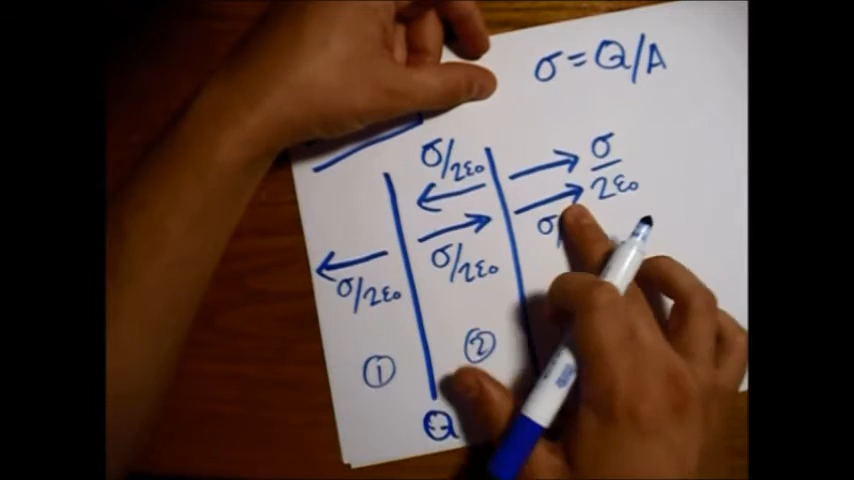 σ = Q/A
σ/2ε₀
σ
2ε₀
σ/2ε₀
σ/
σ/2ε₀
②
①
Q